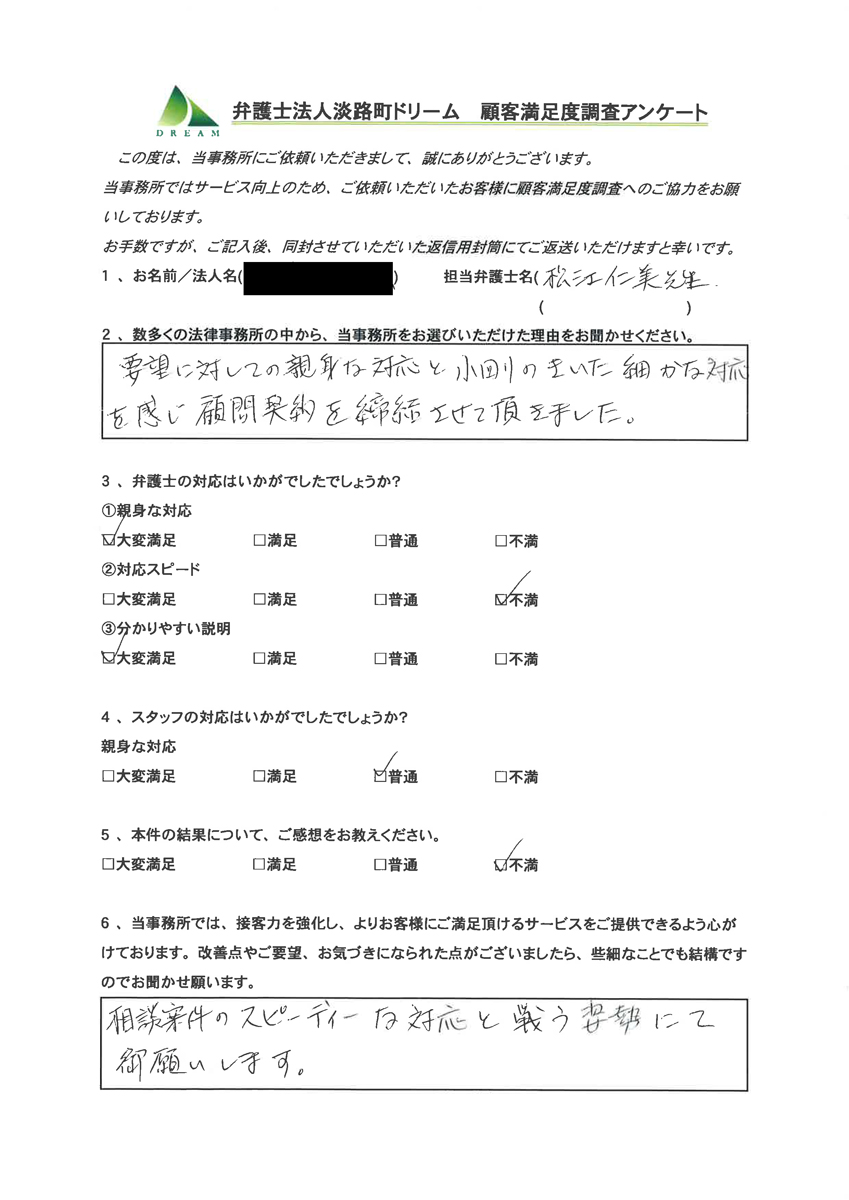 DREAM
弁護士法人淡路町ドリーム 顧客満足度調査アンケート
この度は、当事務所にご依頼いただきまして、誠にありがとうございます。
当事務所ではサービス向上のため、ご依頼いただいたお客様に顧客満足度調査へのご協力をお願
いしております。
お手数ですが、ご記入後、同封させていただいた返信用封筒にてご返送いただけますと幸いです。
1、お名前／法人名( ) 担当弁護士名( 松江仁美先生.
( )
2、数多くの法律事務所の中から、当事務所をお選びいただけた理由をお聞かせください。
要望に対しての親身な対応と小回りのきいた細かな対応
を感じ顧問契約を締結させて頂きました。
3、弁護士の対応はいかがでしたでしょうか?
①親身な対応
☑大変満足 □満足 □普通 □不満
②対応スピード
□大変満足 □満足 □普通 ☑不満
③分かりやすい説明
☑大変満足 □満足 □普通 □不満
4、スタッフの対応はいかがでしたでしょうか?
親身な対応
□大変満足 □満足 ☑普通 □不満
5、本件の結果について、ご感想をお教えください。
□大変満足 □満足 □普通 ☑不満
6、当事務所では、接客力を強化し、よりお客様にご満足頂けるサービスをご提供できるよう心が
けております。改善点やご要望、お気づきになられた点がございましたら、些細なことでも結構です
のでお聞かせ願います。
相談案件のスピーディーな対応と戦う姿勢にて
御願いします。